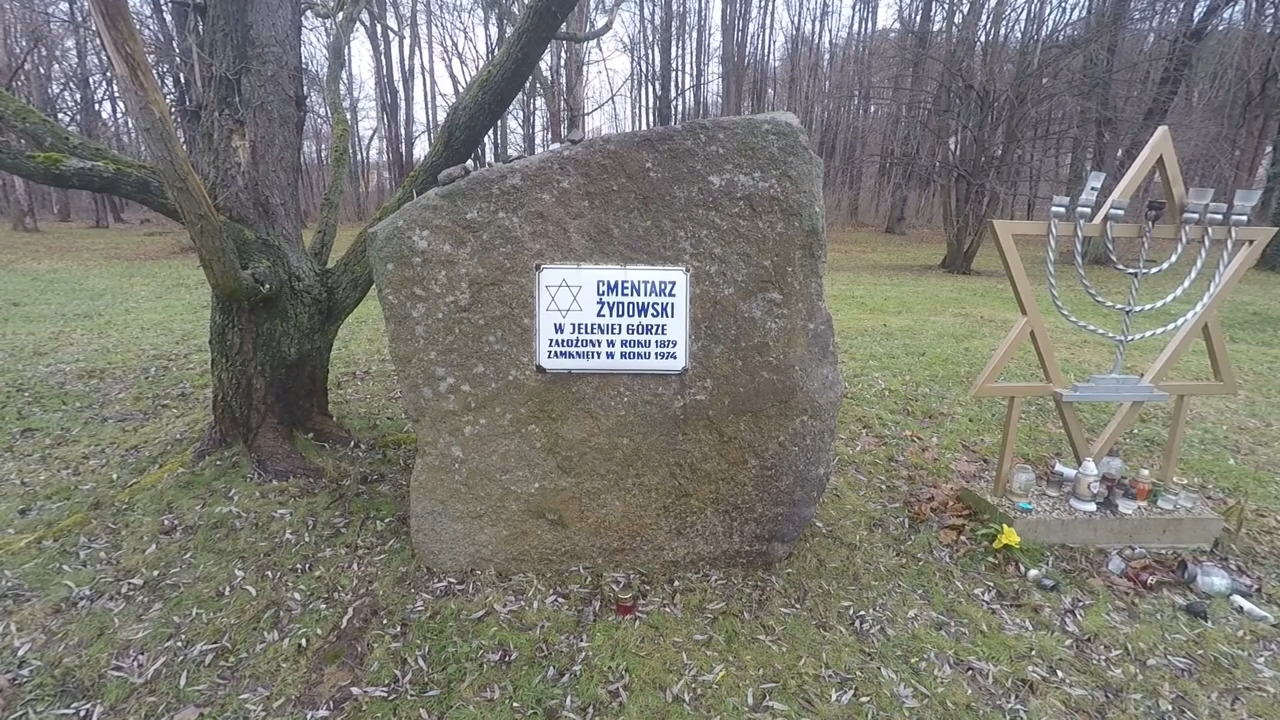 CMENTARZ
ŻYDOWSKI
W JELENIEJ GÓRZE
ZAŁOŻONY W ROKU 1879
ZAMKNIĘTY W ROKU 1974